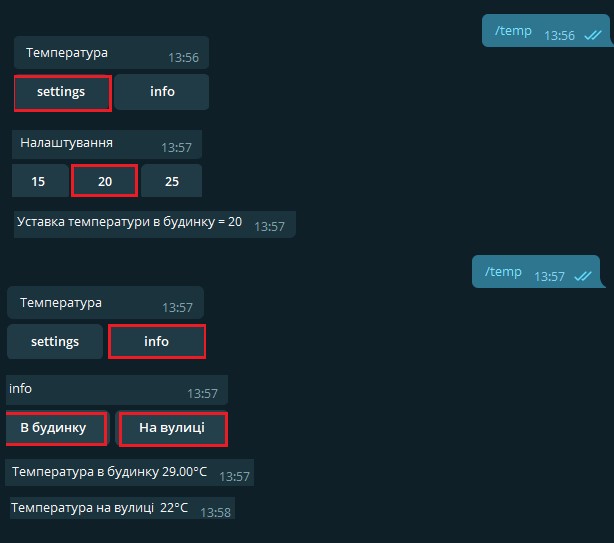 /temp 13:56
Температура 13:56
settings info
Налаштування 13:57
15 20 25
Уставка температури в будинку = 20 13:57
/temp 13:57
Температура 13:57
settings info
info 13:57
В будинку На вулиці
Температура в будинку 29.00°C 13:57
Температура на вулиці 22°C 13:58